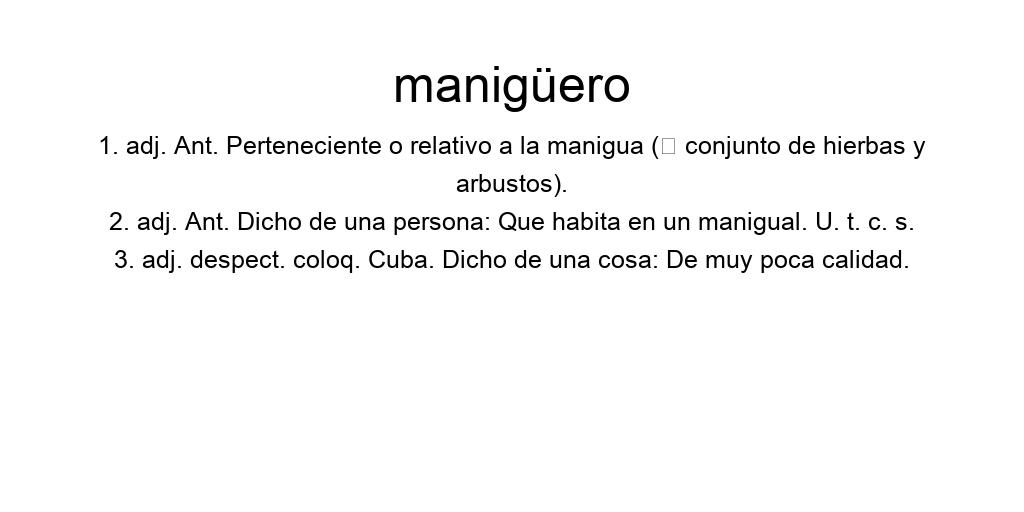 manigüero
1. adj. Ant. Perteneciente o relativo a la manigua (▯ conjunto de hierbas y
arbustos).
2. adj. Ant. Dicho de una persona: Que habita en un manigual. U. t. c. s.
3. adj. despect. coloq. Cuba. Dicho de una cosa: De muy poca calidad.